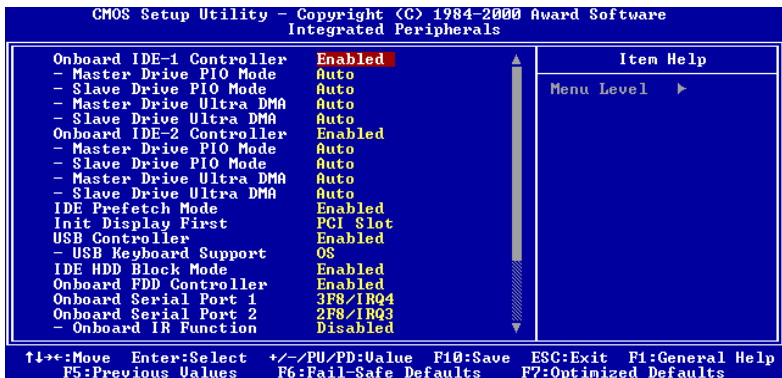 CMOS Setup Utility – Copyright (C) 1984–2000 Award Software
Integrated Peripherals
Onboard IDE-1 Controller Enabled
- Master Drive PIO Mode Auto
- Slave Drive PIO Mode Auto
- Master Drive Ultra DMA Auto
- Slave Drive Ultra DMA Auto
Onboard IDE-2 Controller Enabled
- Master Drive PIO Mode Auto
- Slave Drive PIO Mode Auto
- Master Drive Ultra DMA Auto
- Slave Drive Ultra DMA Auto
IDE Prefetch Mode Enabled
Init Display First PCI Slot
USB Controller Enabled
- USB Keyboard Support OS
IDE HDD Block Mode Enabled
Onboard FDD Controller Enabled
Onboard Serial Port 1 3F8/IRQ4
Onboard Serial Port 2 2F8/IRQ3
- Onboard IR Function Disabled
Item Help
Menu Level ►
↑↓→←:Move Enter:Select +/-/PU/PD:Value F10:Save ESC:Exit F1:General Help
F5:Previous Values F6:Fail-Safe Defaults F7:Optimized Defaults